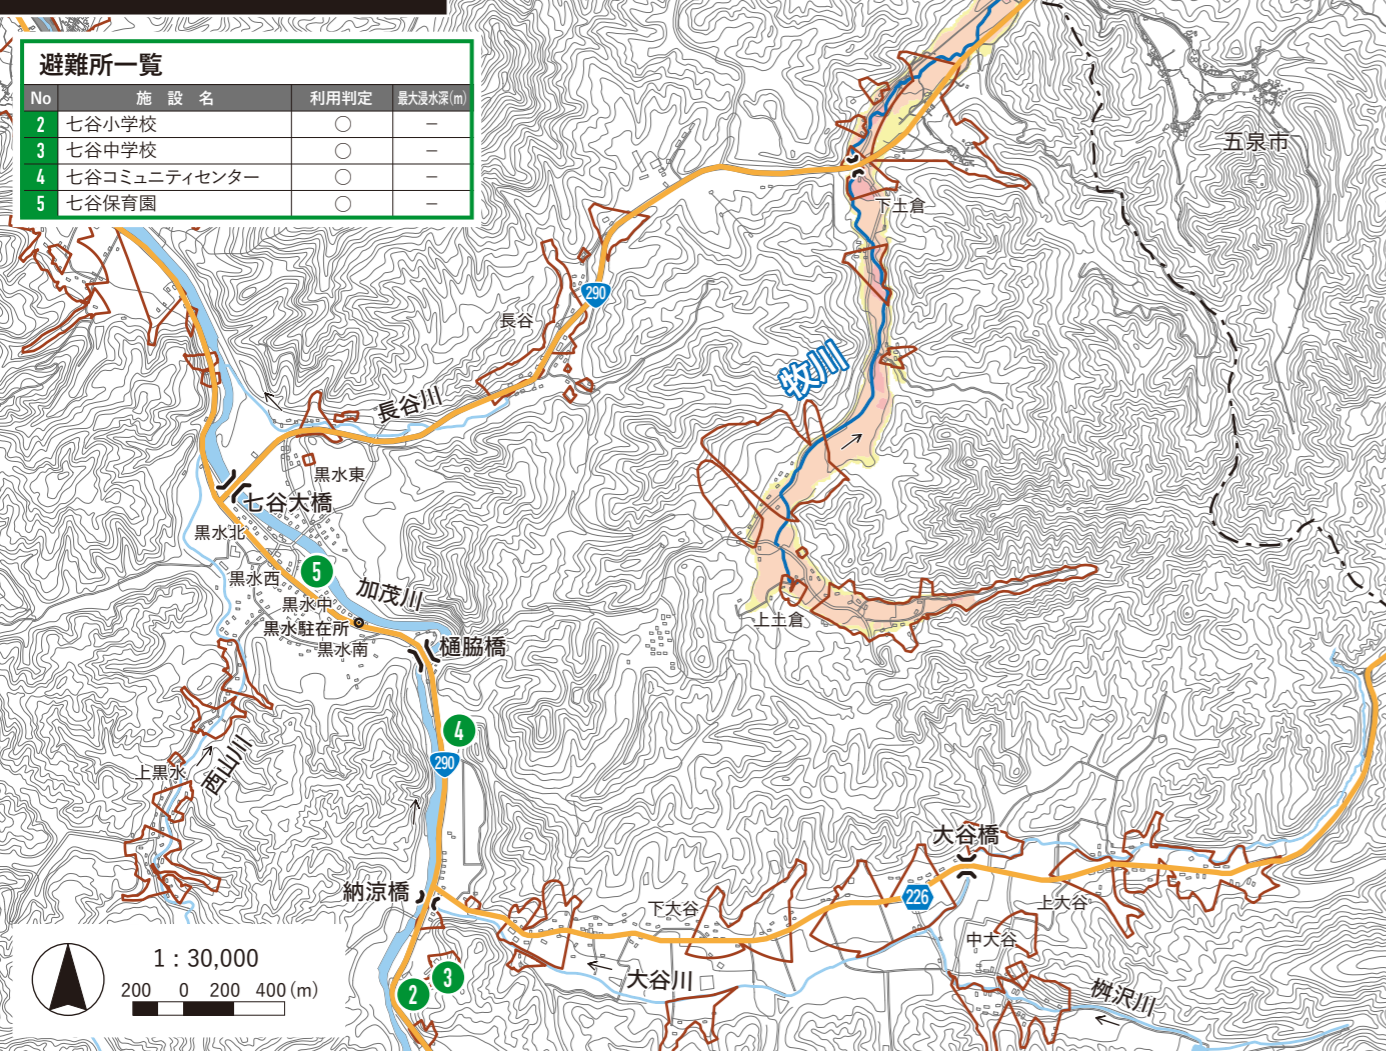 避難所一覧
No 施設名 利用判定 最大浸水深(m)
2 七谷小学校 ○ －
3 七谷中学校 ○ －
4 七谷コミュニティセンター ○ －
5 七谷保育園 ○ －
五泉市
下土倉
290
長谷
牧川
長谷川
黒水東
七谷大橋
黒水北
5
黒水西
加茂川
黒水中
黒水駐在所
黒水南
樋脇橋
上土倉
4
290
西山川
上黒水
大谷橋
納涼橋
226
下大谷
上大谷
中大谷
大谷川
3
2
桝沢川
1：30,000
200 0 200 400(m)